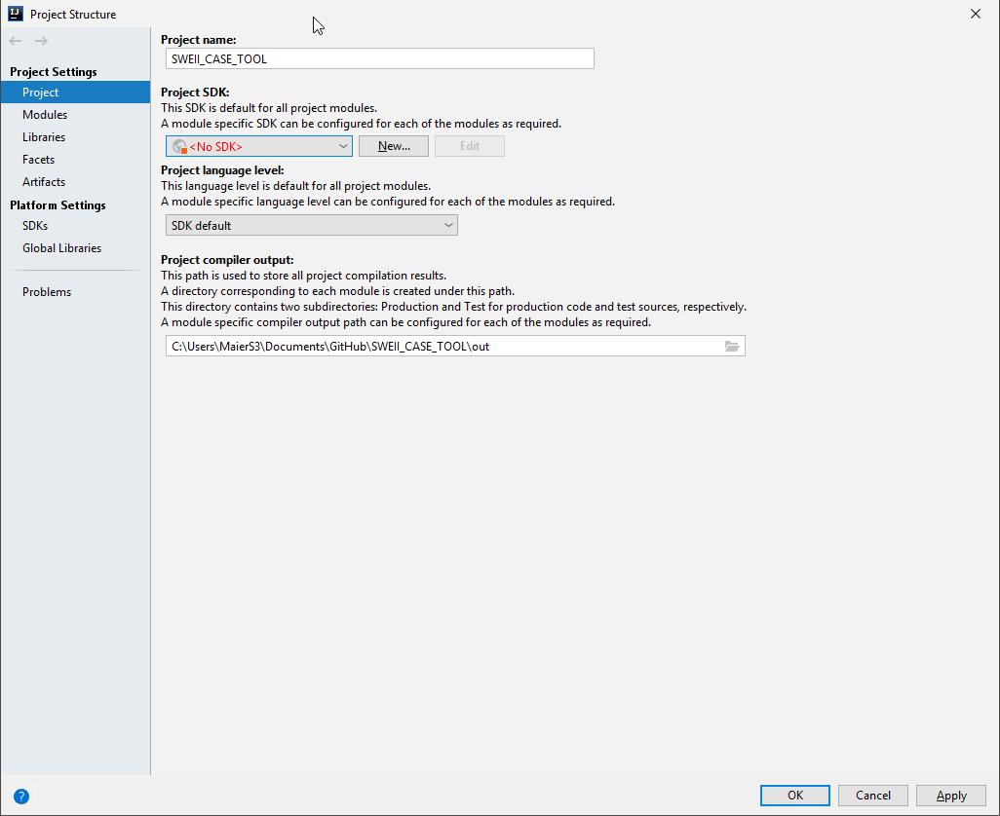 IJ
Project Structure
Project Settings
Project
Modules
Libraries
Facets
Artifacts
Platform Settings
SDKs
Global Libraries
Problems
Project name:
SWEII_CASE_TOOL
Project SDK:
This SDK is default for all project modules.
A module specific SDK can be configured for each of the modules as required.
<No SDK>
New...
Edit
Project language level:
This language level is default for all project modules.
A module specific language level can be configured for each of the modules as required.
SDK default
Project compiler output:
This path is used to store all project compilation results.
A directory corresponding to each module is created under this path.
This directory contains two subdirectories: Production and Test for production code and test sources, respectively.
A module specific compiler output path can be configured for each of the modules as required.
C:\Users\MaierS3\Documents\GitHub\SWEII_CASE_TOOL\out
?
OK
Cancel
Apply